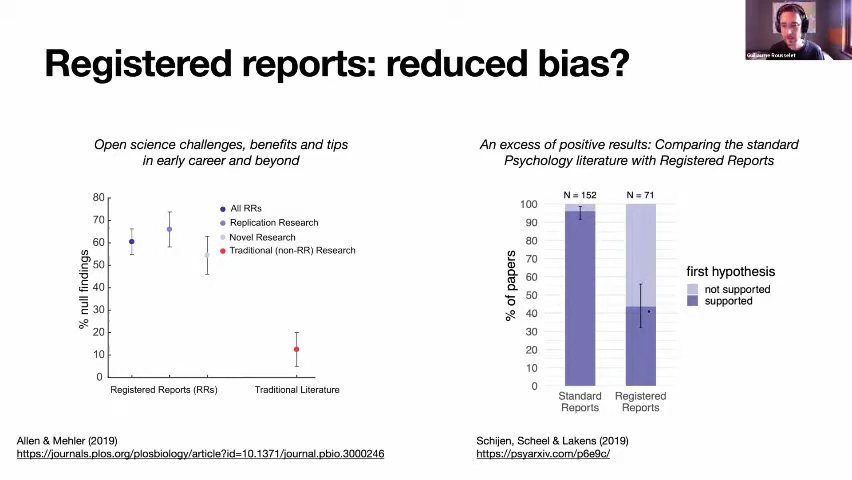 Guillaume Rousselet
Registered reports: reduced bias?
Open science challenges, benefits and tips
in early career and beyond
80
70
60
50
40
30
20
10
0
% null findings
All RRs
Replication Research
Novel Research
Traditional (non-RR) Research
Registered Reports (RRs)
Traditional Literature
Allen & Mehler (2019)
https://journals.plos.org/plosbiology/article?id=10.1371/journal.pbio.3000246
An excess of positive results: Comparing the standard
Psychology literature with Registered Reports
N = 152
N = 71
100
90
80
70
60
50
40
30
20
10
0
% of papers
first hypothesis
not supported
supported
Standard
Reports
Registered
Reports
Schijen, Scheel & Lakens (2019)
https://psyarxiv.com/p6e9c/